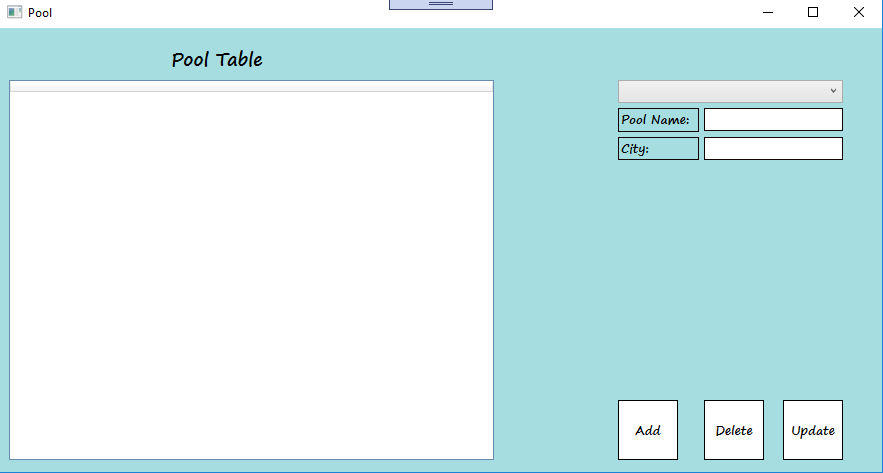 Pool
Pool Table
Pool Name:
City:
Add
Delete
Update